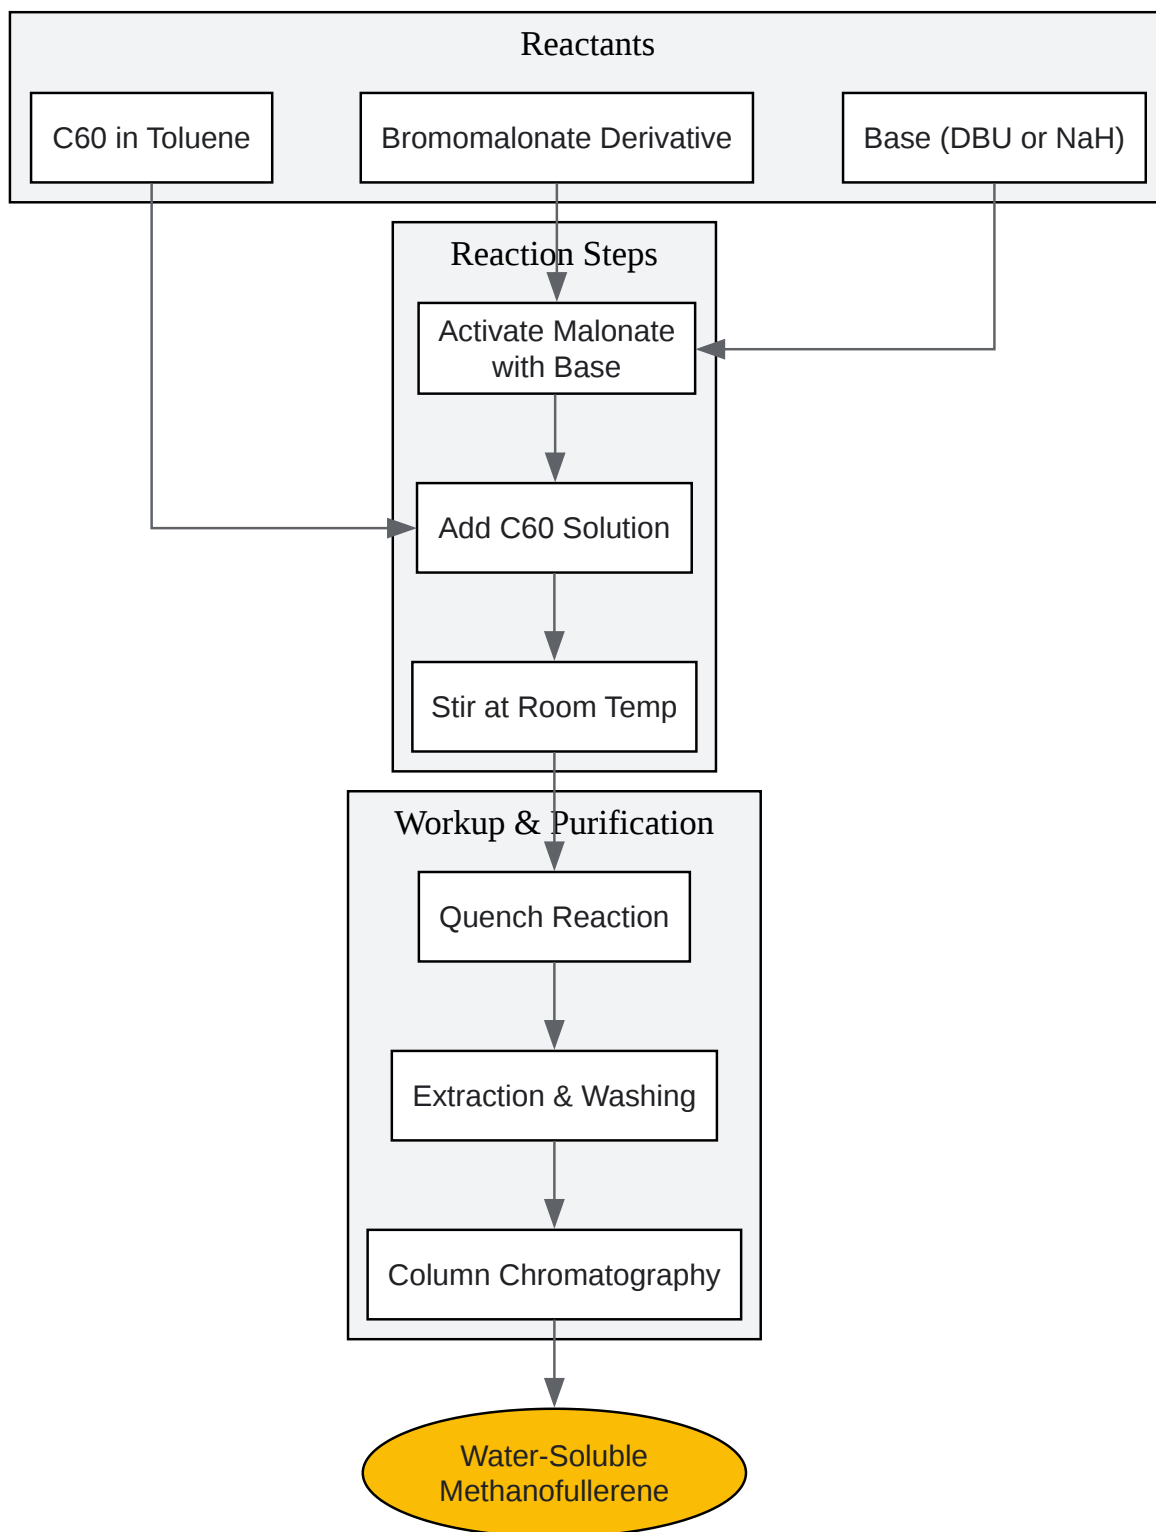 Reactants
C60 in Toluene
Bromomalonate Derivative
Base (DBU or NaH)
Reaction Steps
Activate Malonate
with Base
Add C60 Solution
Stir at Room Temp
Workup & Purification
Quench Reaction
Extraction & Washing
Column Chromatography
Water-Soluble
Methanofullerene